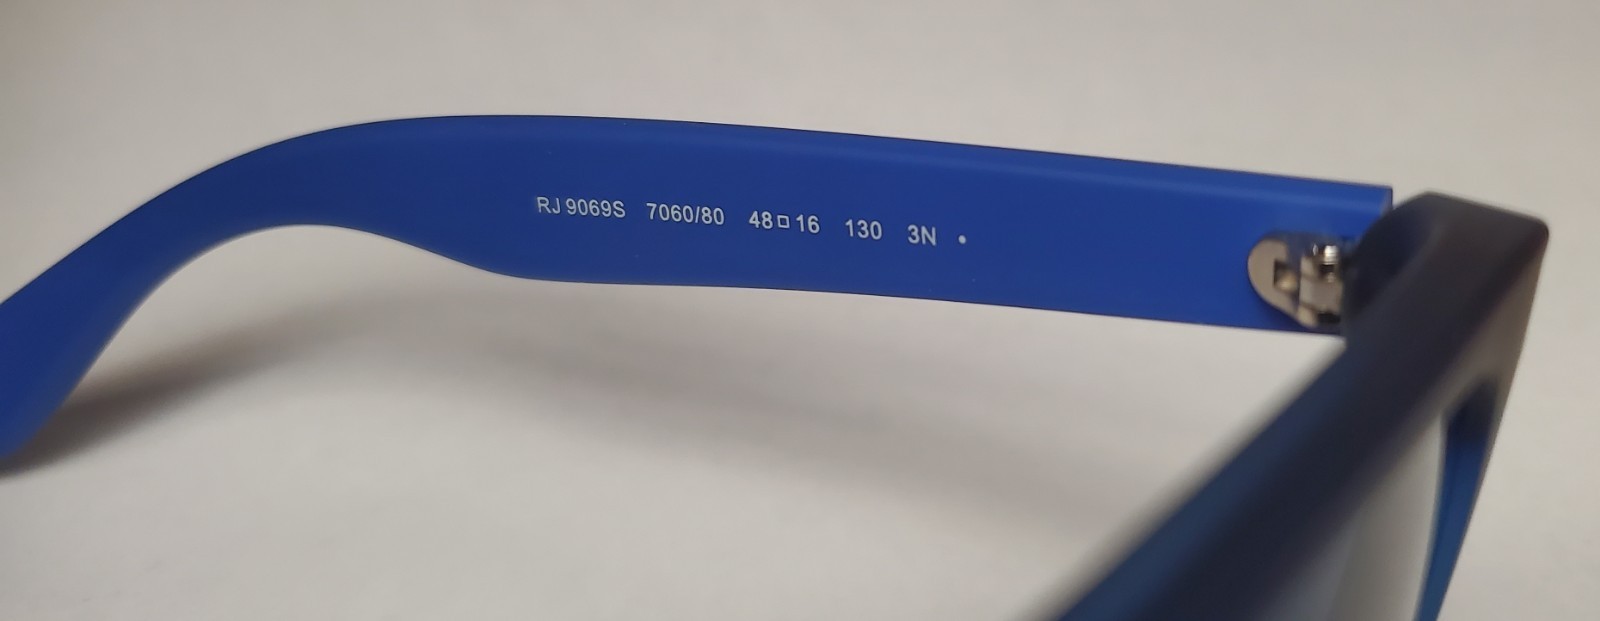 RJ 9069S 7060/80 48□16 130 3N •